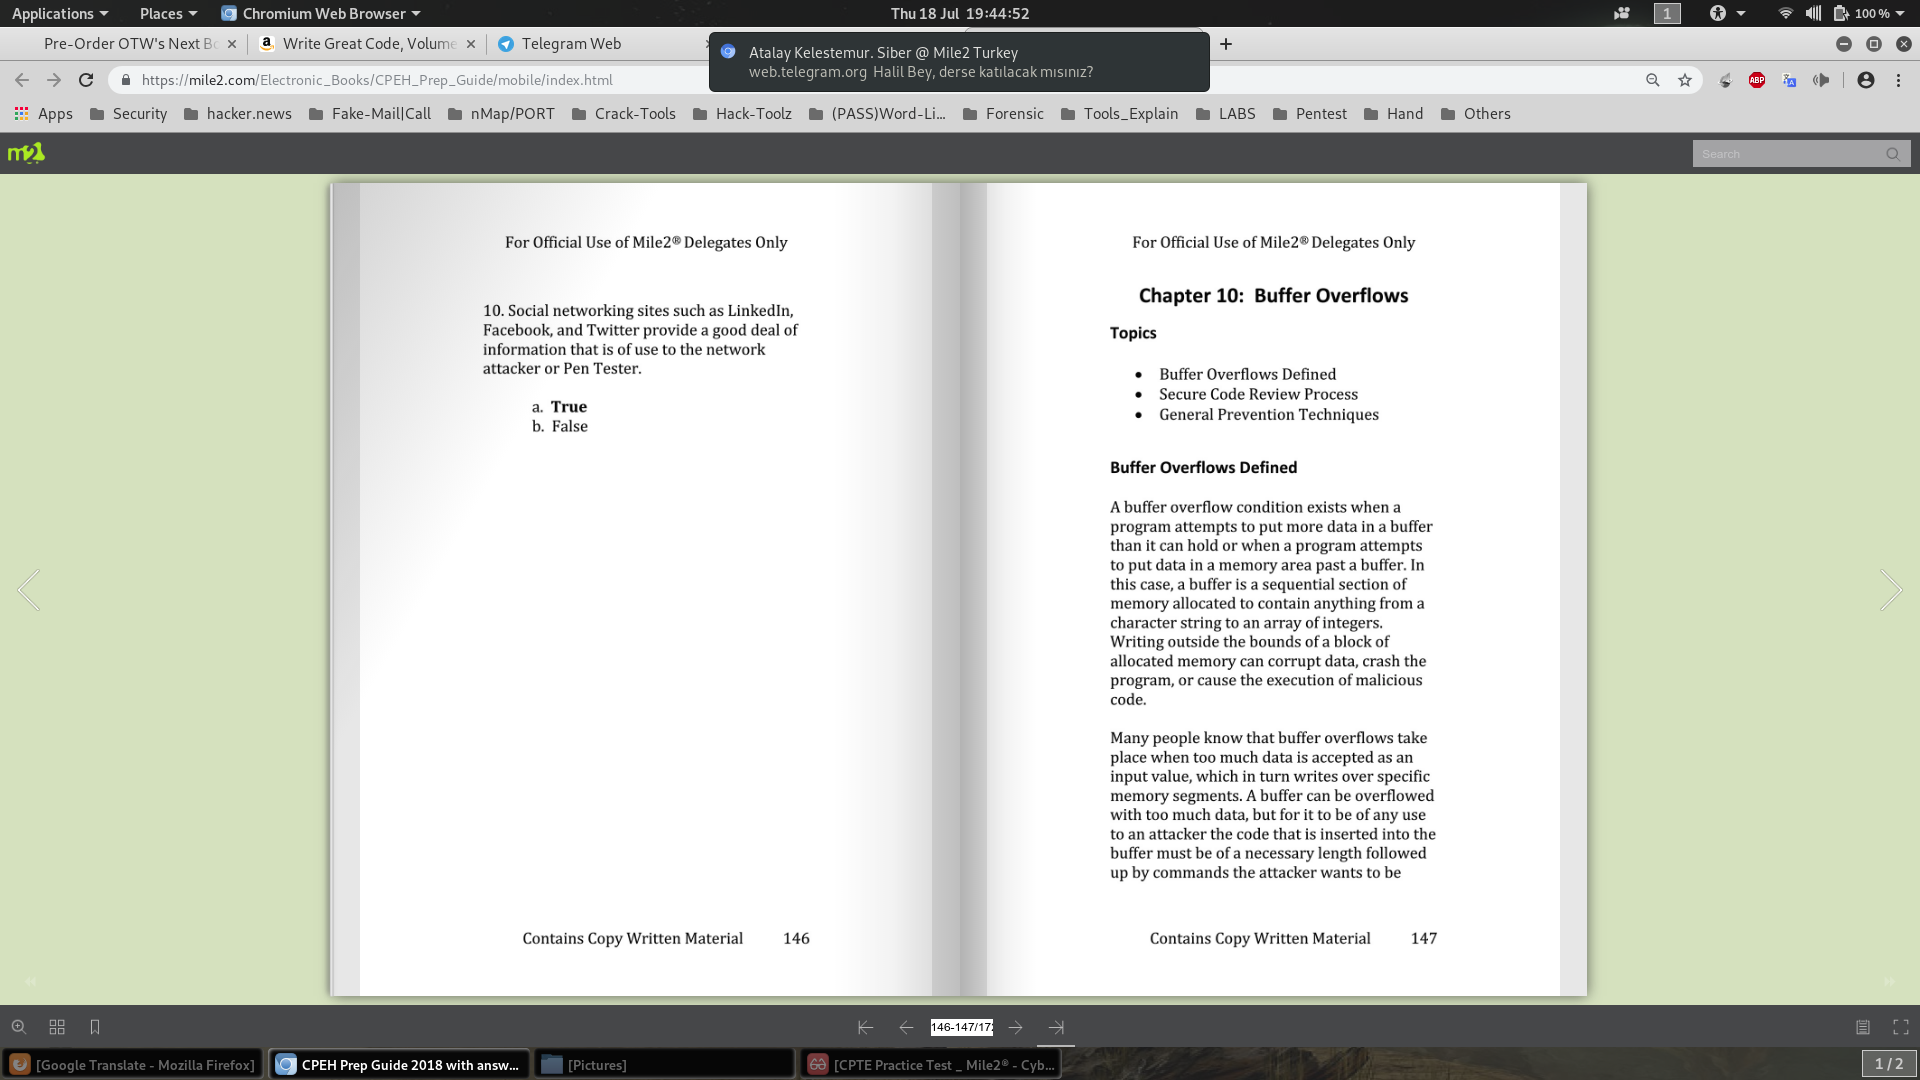 Applications Places Chromium Web Browser Thu 18 Jul 19:44:52 1 100 %
Pre-Order OTW's Next Bo Write Great Code, Volume Telegram Web
Atalay Kelestemur. Siber @ Mile2 Turkey
web.telegram.org Halil Bey, derse katılacak mısınız?
https://mile2.com/Electronic_Books/CPEH_Prep_Guide/mobile/index.html ABP
Apps Security hacker.news Fake-Mail|Call nMap/PORT Crack-Tools Hack-Toolz (PASS)Word-Li... Forensic Tools_Explain LABS Pentest Hand Others
m2 Search
For Official Use of Mile2® Delegates Only
10. Social networking sites such as LinkedIn,
Facebook, and Twitter provide a good deal of
information that is of use to the network
attacker or Pen Tester.
a. True
b. False
Contains Copy Written Material 146
For Official Use of Mile2® Delegates Only
Chapter 10: Buffer Overflows
Topics
• Buffer Overflows Defined
• Secure Code Review Process
• General Prevention Techniques
Buffer Overflows Defined
A buffer overflow condition exists when a
program attempts to put more data in a buffer
than it can hold or when a program attempts
to put data in a memory area past a buffer. In
this case, a buffer is a sequential section of
memory allocated to contain anything from a
character string to an array of integers.
Writing outside the bounds of a block of
allocated memory can corrupt data, crash the
program, or cause the execution of malicious
code.
Many people know that buffer overflows take
place when too much data is accepted as an
input value, which in turn writes over specific
memory segments. A buffer can be overflowed
with too much data, but for it to be of any use
to an attacker the code that is inserted into the
buffer must be of a necessary length followed
up by commands the attacker wants to be
Contains Copy Written Material 147
146-147/17
[Google Translate - Mozilla Firefox] CPEH Prep Guide 2018 with answ... [Pictures] [CPTE Practice Test _ Mile2® - Cyb... 1 / 2